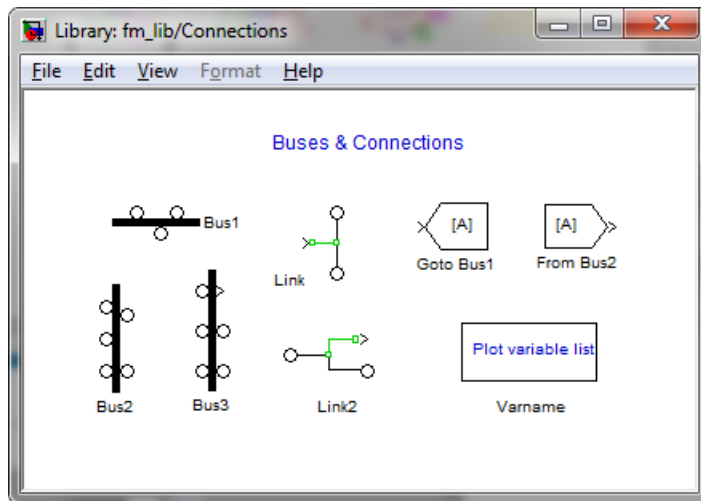 Library: fm_lib/Connections
File Edit View Format Help
Buses & Connections
Bus1
Link
[A]
Goto Bus1
[A]
From Bus2
Bus2
Bus3
Link2
Plot variable list
Varname